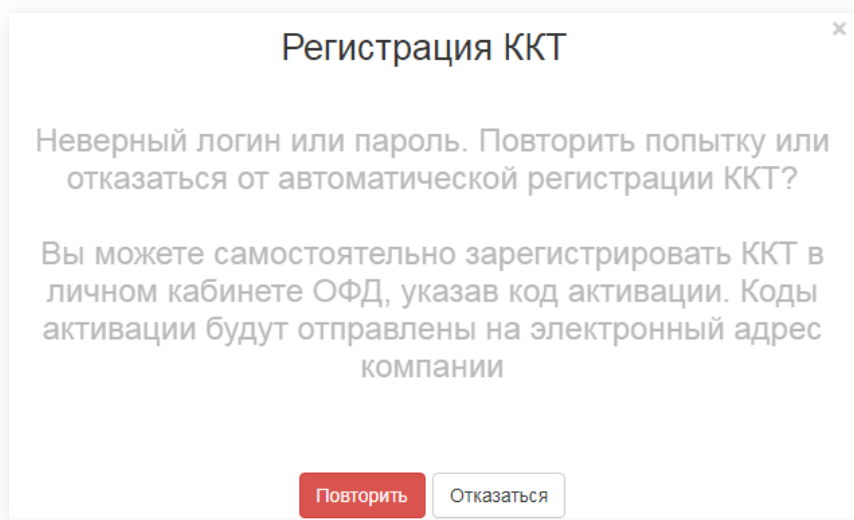 Регистрация ККТ
×
Неверный логин или пароль. Повторить попытку или
отказаться от автоматической регистрации ККТ?
Вы можете самостоятельно зарегистрировать ККТ в
личном кабинете ОФД, указав код активации. Коды
активации будут отправлены на электронный адрес
компании
Повторить
Отказаться